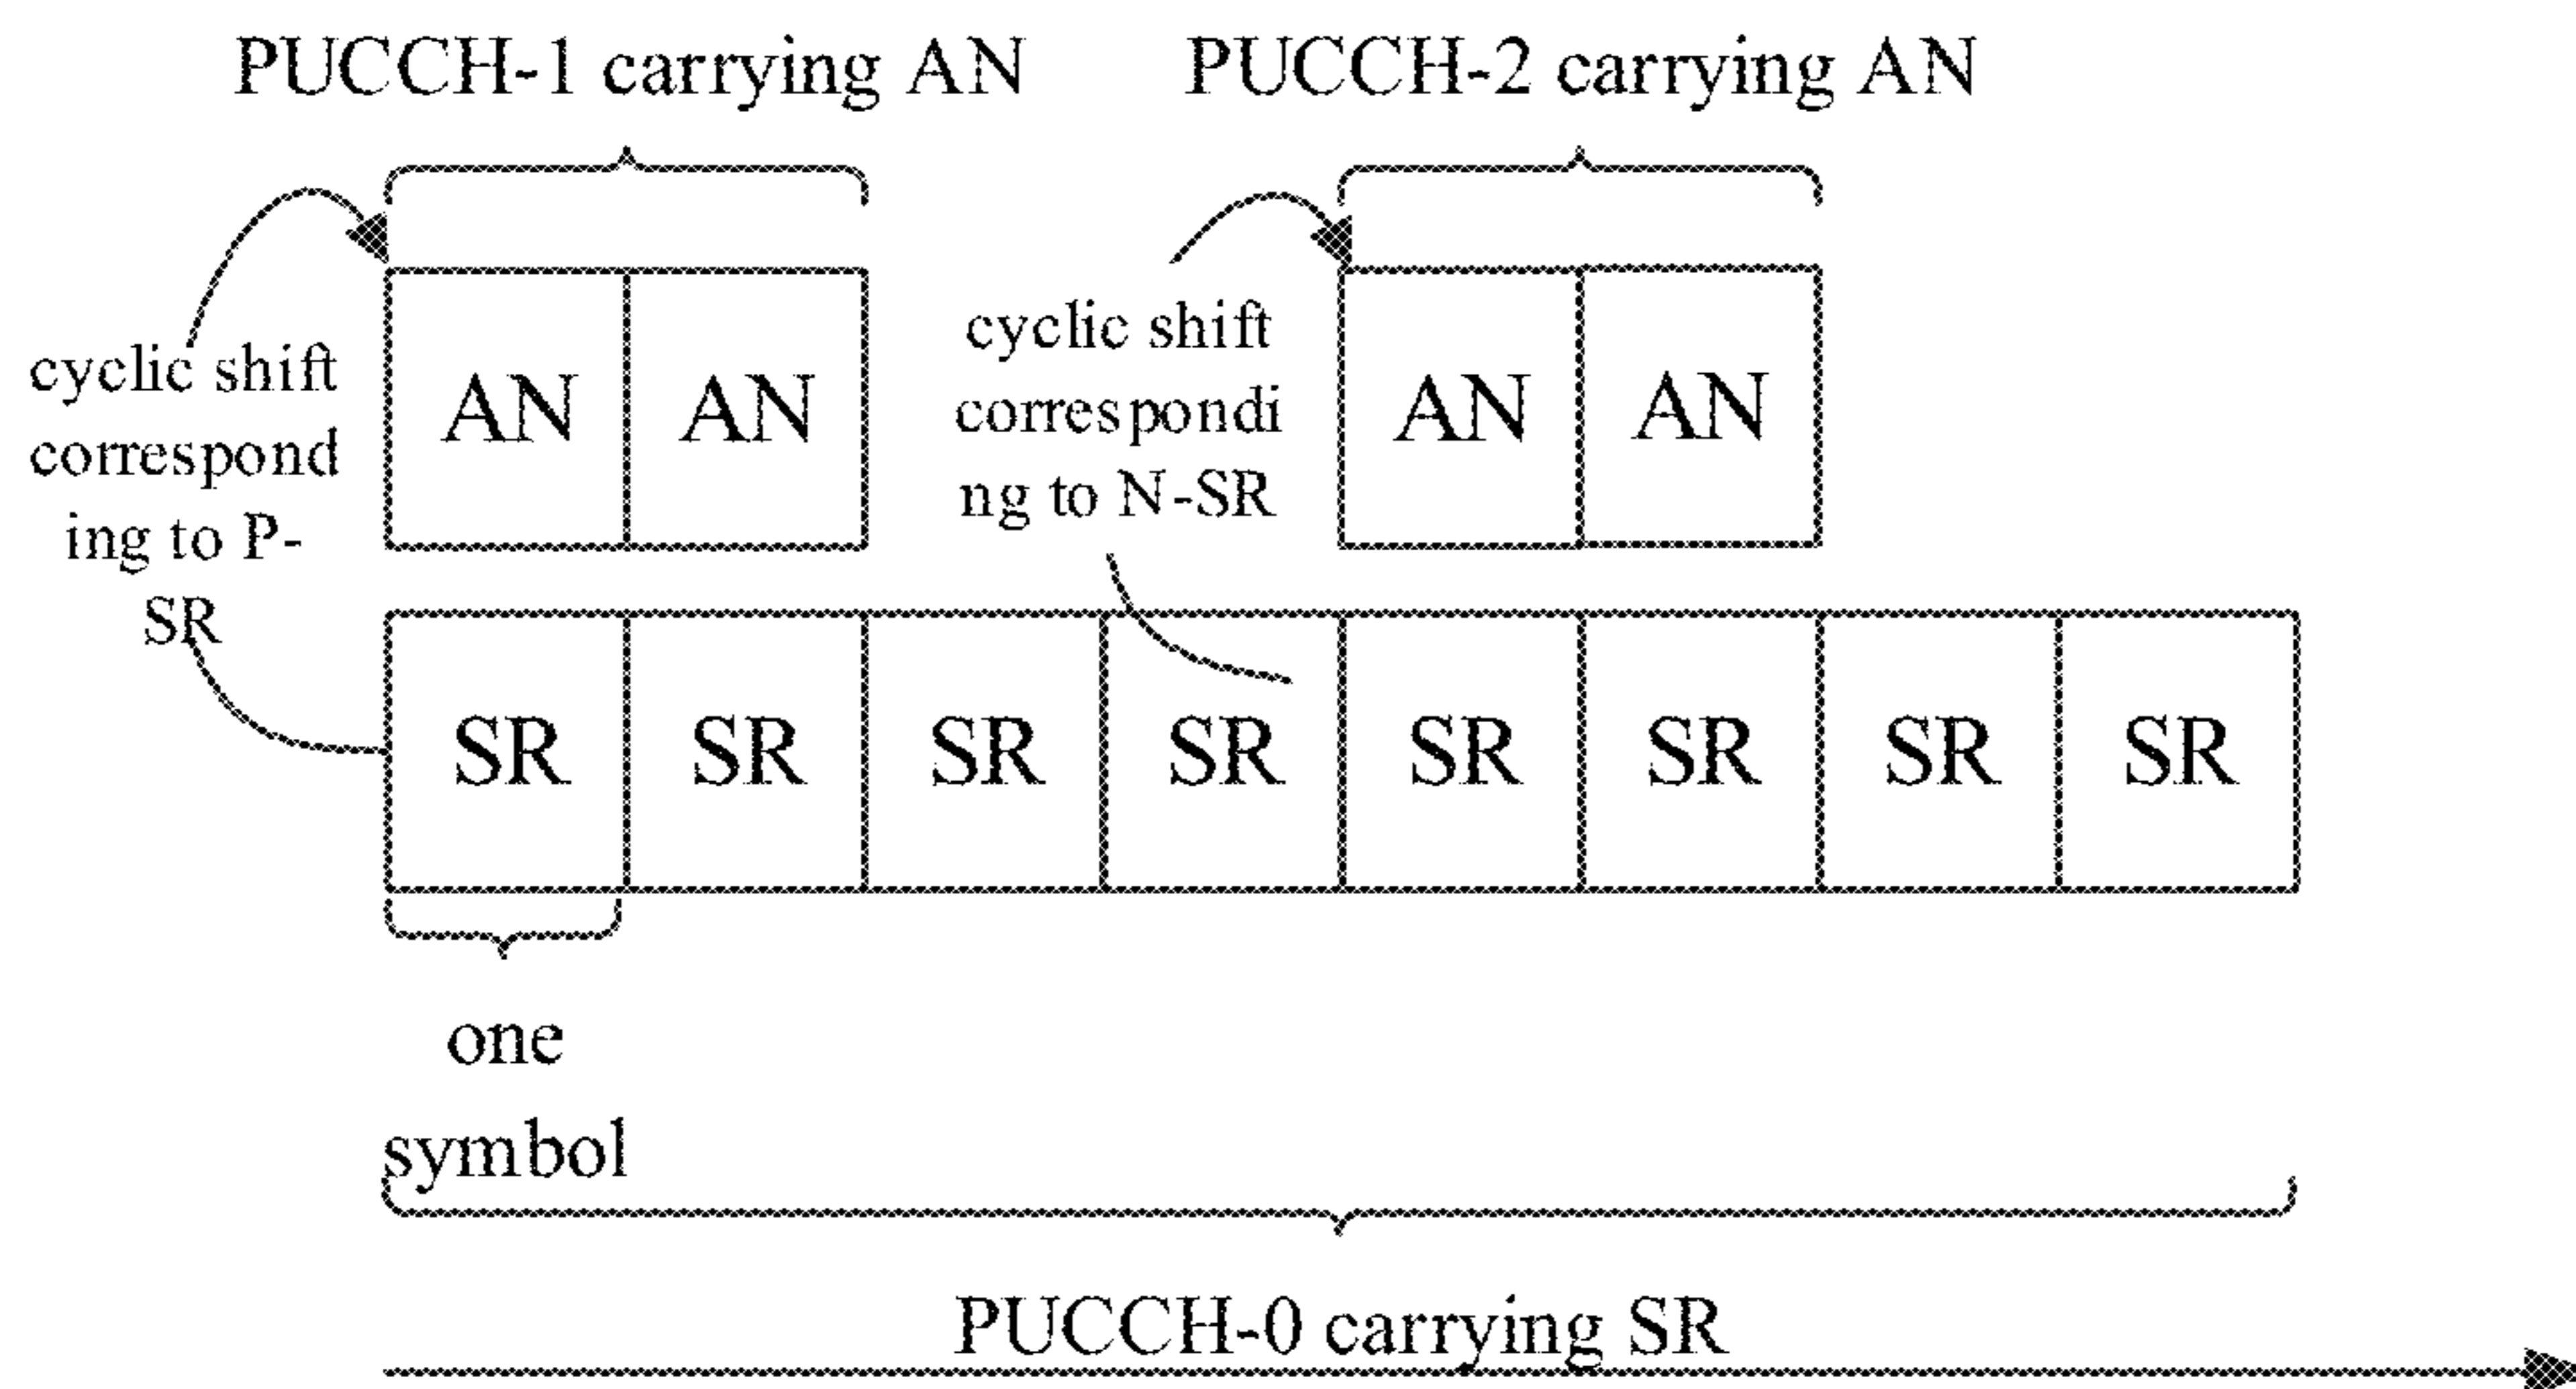 PUCCH-1 carrying AN
PUCCH-2 carrying AN
cyclic shift
correspond
ing to P-
SR
AN
AN
cyclic shift
correspondi
ng to N-SR
AN
AN
SR
SR
SR
SR
SR
SR
SR
SR
one
symbol
PUCCH-0 carrying SR